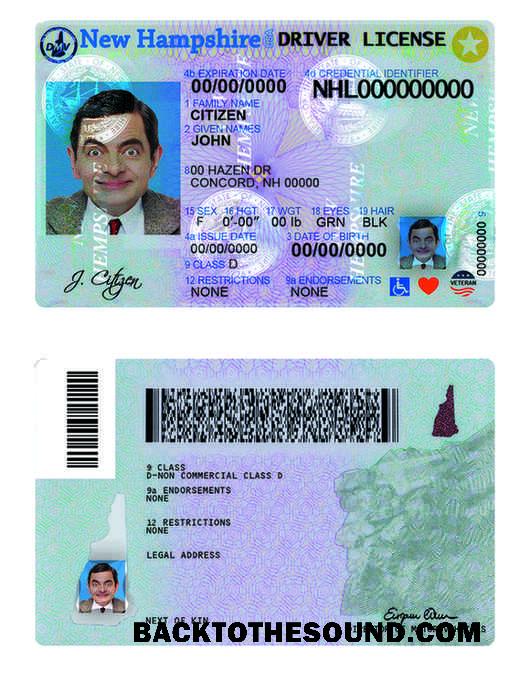 DMV New Hampshire USA DRIVER LICENSE
4b EXPIRATION DATE 4d CREDENTIAL IDENTIFIER
00/00/0000 NHL000000000
1 FAMILY NAME
CITIZEN
2 GIVEN NAMES
JOHN
800 HAZEN DR
CONCORD, NH 00000
15 SEX 16 HGT 17 WGT 18 EYES 19 HAIR
F 0'-00" 00 lb GRN BLK
4a ISSUE DATE 3 DATE OF BIRTH
00/00/0000 00/00/0000
9 CLASS D
12 RESTRICTIONS 9a ENDORSEMENTS
NONE NONE
VETERAN
J. Citizen
9 CLASS
D-NON COMMERCIAL CLASS D
9a ENDORSEMENTS
NONE
12 RESTRICTIONS
NONE
LEGAL ADDRESS
NEXT OF KIN
BACKTOTHESOUND.COM